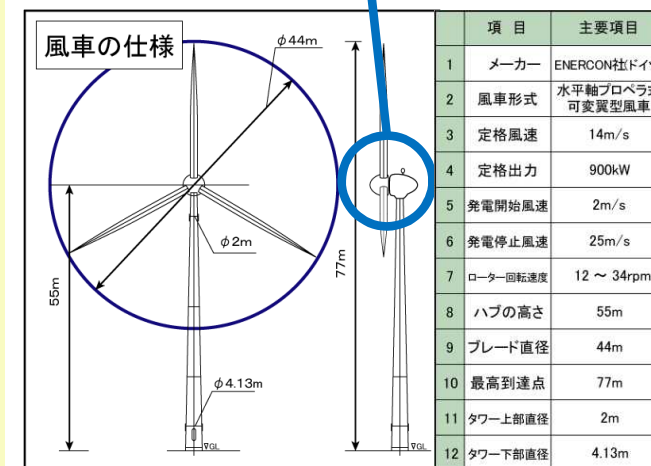 風車の仕様
φ44m
φ2m
55m
77m
φ4.13m
▽GL
▽GL
項 目 主要項目
1 メーカー ENERCON社(ドイ
2 風車形式 水平軸プロペラ
可変翼型風車
3 定格風速 14m/s
4 定格出力 900kW
5 発電開始風速 2m/s
6 発電停止風速 25m/s
7 ローター回転速度 12 ～ 34rpm
8 ハブの高さ 55m
9 ブレード直径 44m
10 最高到達点 77m
11 タワー上部直径 2m
12 タワー下部直径 4.13m